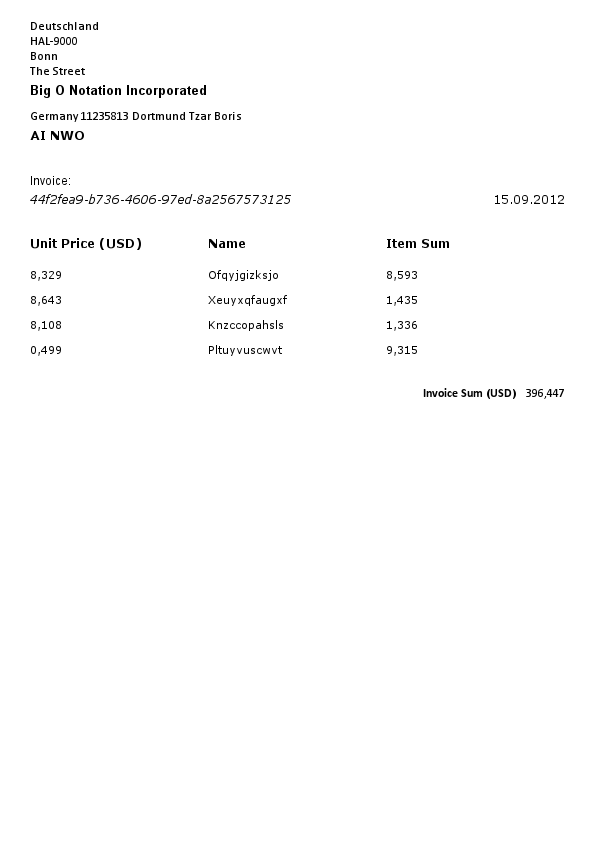 Deutschland
HAL-9000
Bonn
The Street
Big O Notation Incorporated
Germany 11235813 Dortmund Tzar Boris
AI NWO
Invoice:
44f2fea9-b736-4606-97ed-8a2567573125 15.09.2012
Unit Price (USD) Name Item Sum
8,329 Ofqyjgizksjo 8,593
8,643 Xeuyxqfaugxf 1,435
8,108 Knzccopahsls 1,336
0,499 Pltuyvuscwvt 9,315
Invoice Sum (USD) 396,447